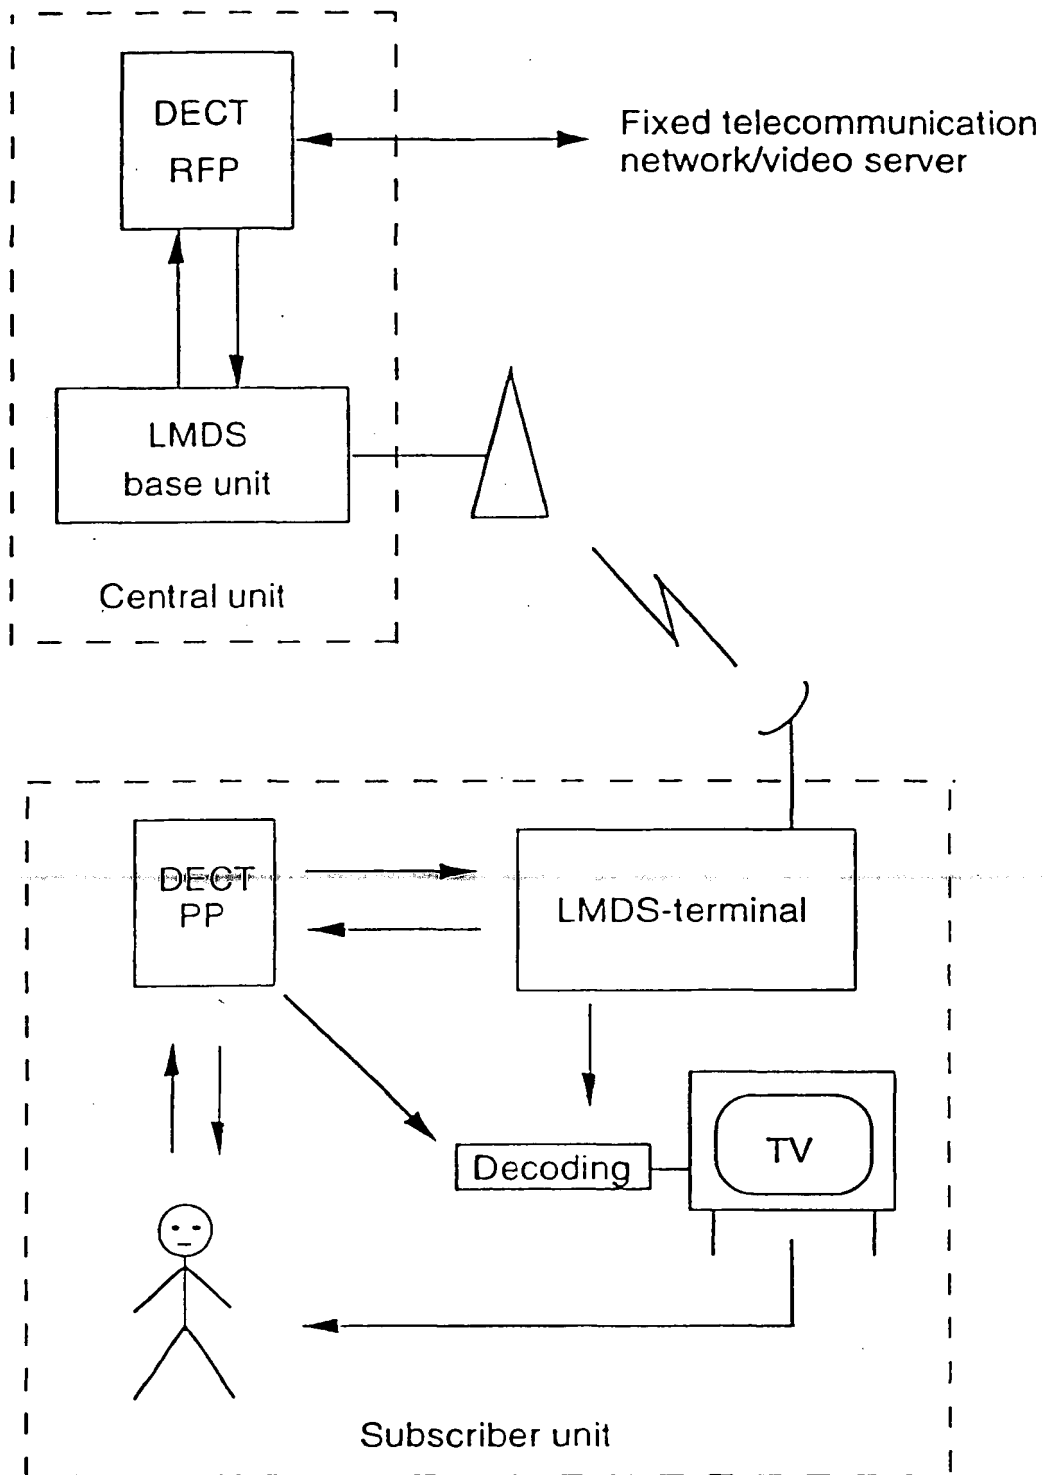 DECT
RFP
Fixed telecommunication
network/video server
LMDS
base unit
Central unit
DECT
PP
LMDS-terminal
Decoding
TV
Subscriber unit